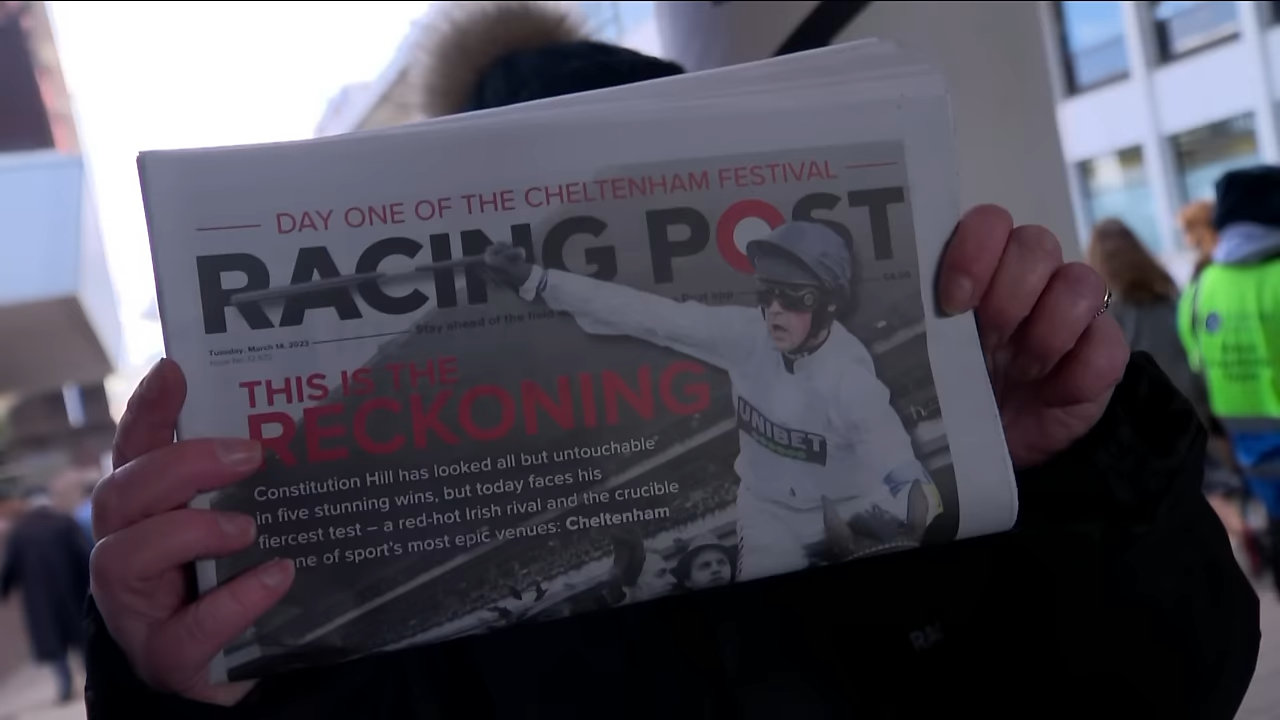 DAY ONE OF THE CHELTENHAM FESTIVAL
RACING POST
Stay ahead of the field
Tuesday, March 14, 2023
THIS IS THE
RECKONING
Constitution Hill has looked all but untouchable
in five stunning wins, but today faces his
fiercest test – a red-hot Irish rival and the crucible
one of sport's most epic venues: Cheltenham
UNIBET